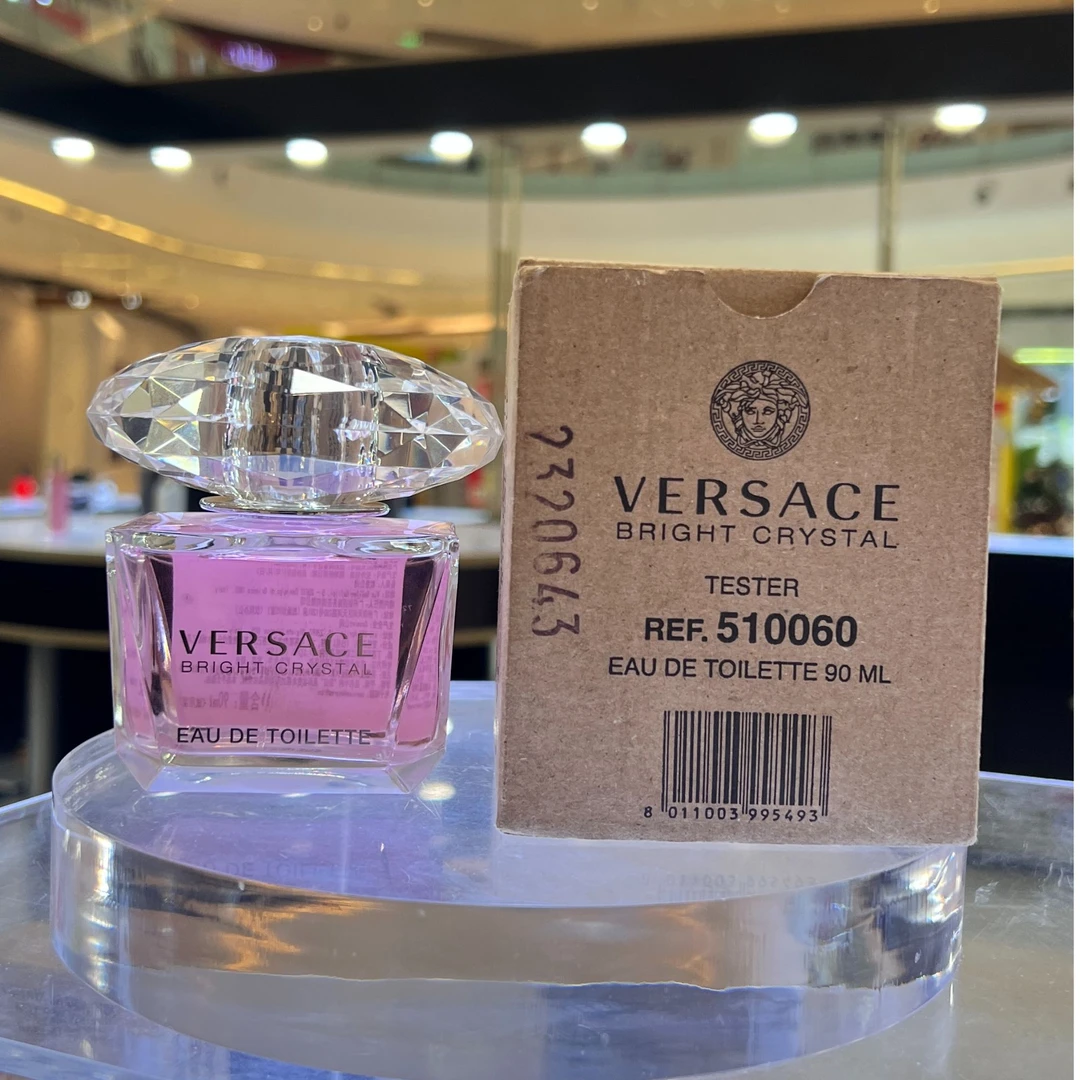 VERSACE
BRIGHT CRYSTAL
EAU DE TOILETTE
2320643
VERSACE
BRIGHT CRYSTAL
TESTER
REF. 510060
EAU DE TOILETTE 90 ML
8 011003 995493